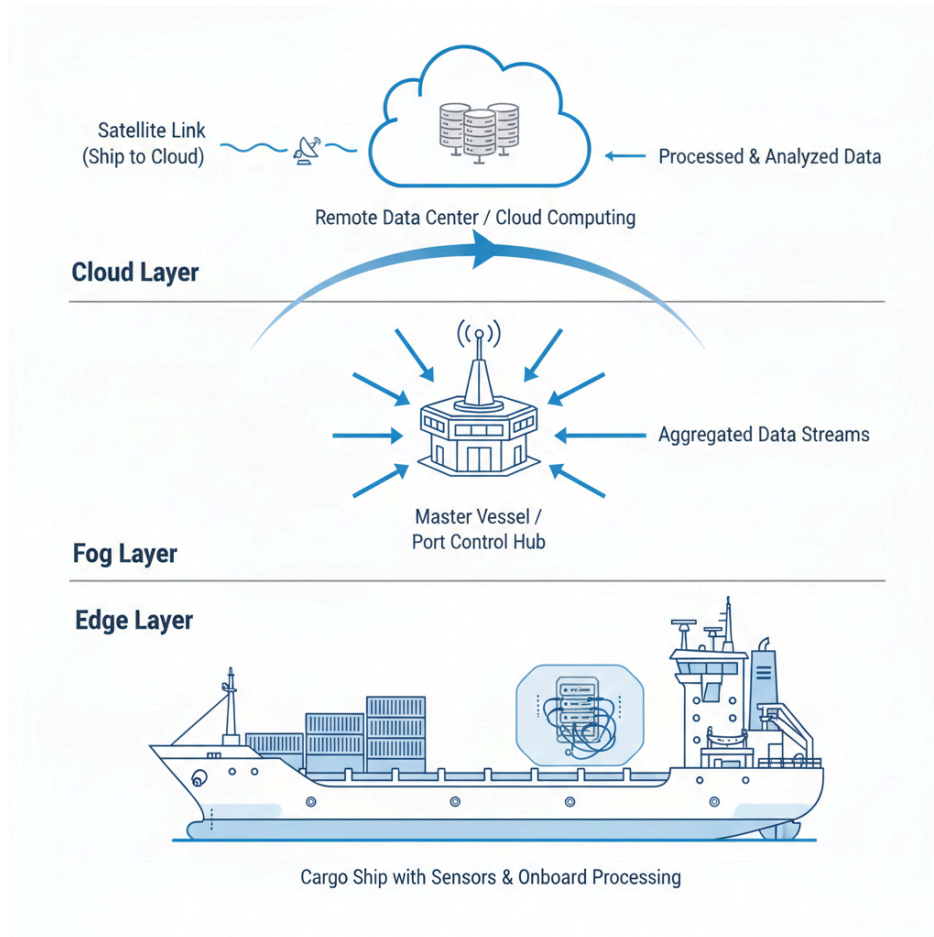 Satellite Link
(Ship to Cloud)
Processed & Analyzed Data
Remote Data Center / Cloud Computing
Cloud Layer
Aggregated Data Streams
Master Vessel /
Port Control Hub
Fog Layer
Edge Layer
Cargo Ship with Sensors & Onboard Processing